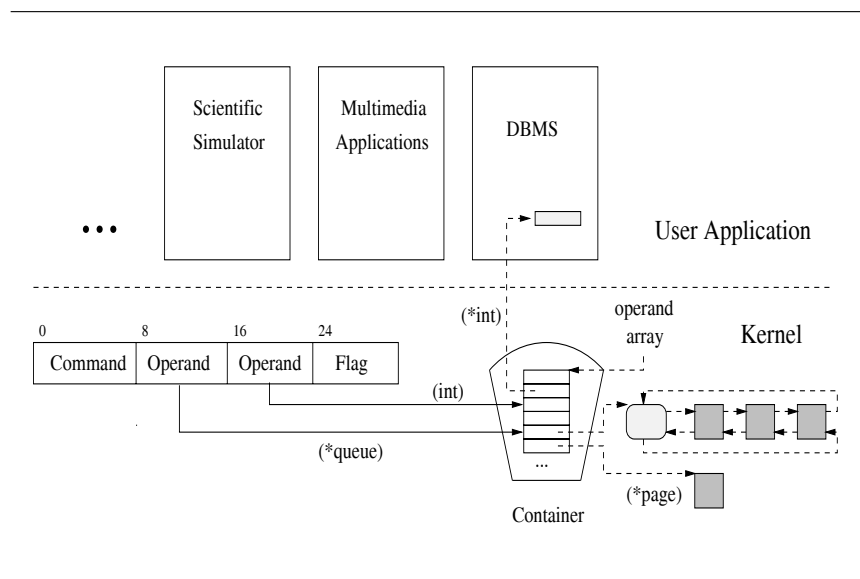 Scientific
Simulator
Multimedia
Applications
DBMS
...
User Application
(*int)
operand
array
Kernel
0 8 16 24
Command Operand Operand Flag
(int)
(*queue)
...
(*page)
Container